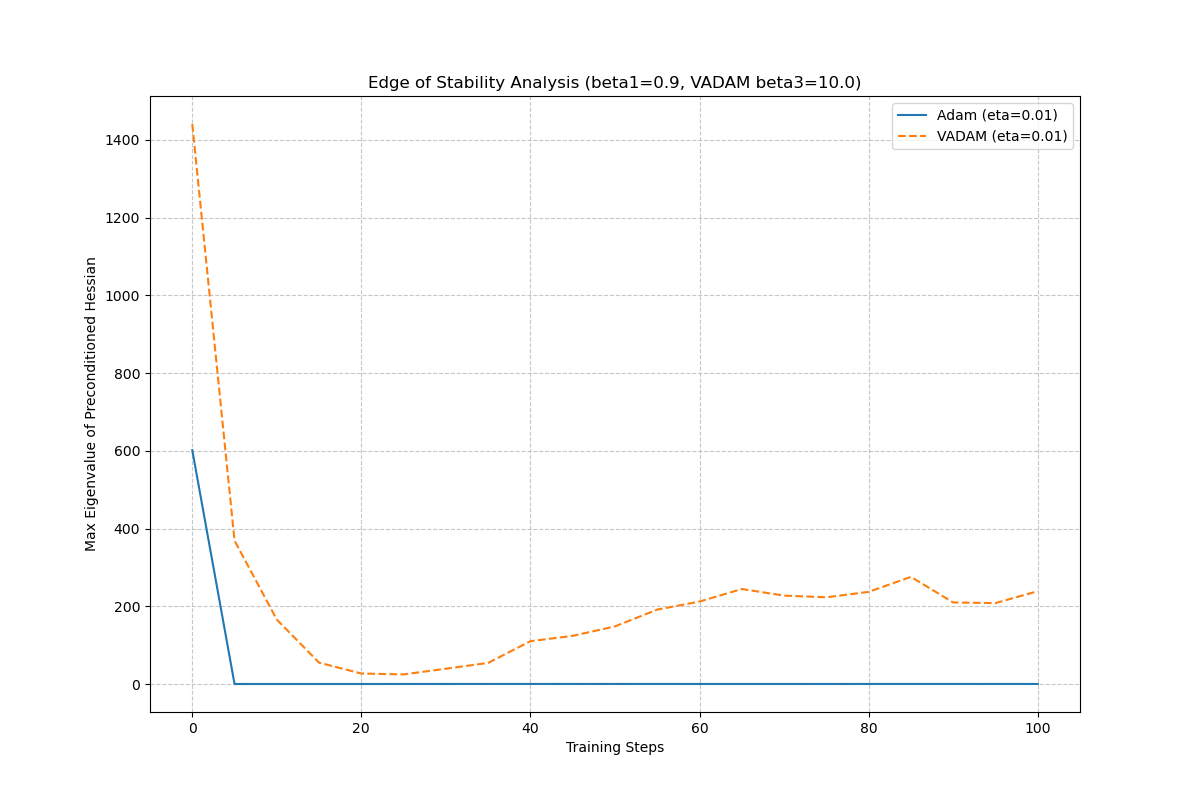 Edge of Stability Analysis (beta1=0.9, VADAM beta3=10.0)
Adam (eta=0.01)
VADAM (eta=0.01)
Max Eigenvalue of Preconditioned Hessian
1400
1200
1000
800
600
400
200
0
0 20 40 60 80 100
Training Steps